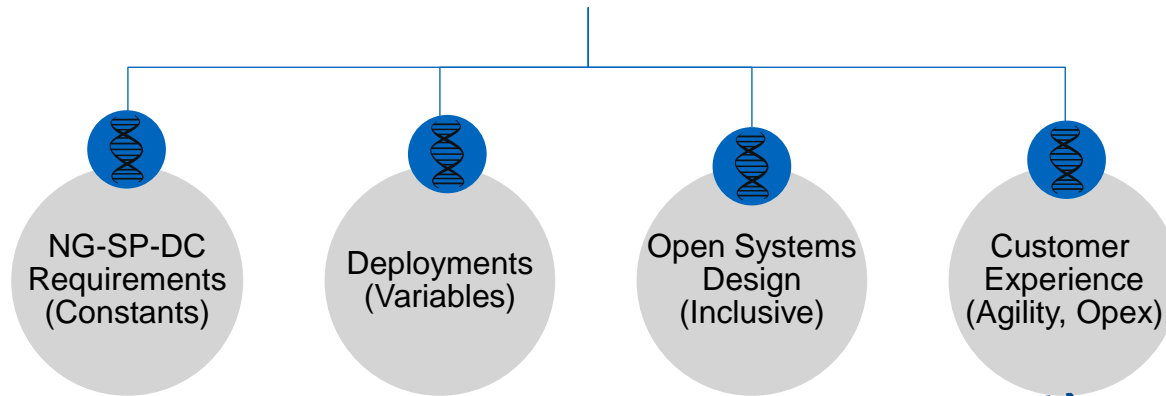 NG-SP-DC
Requirements
(Constants)
Deployments
(Variables)
Open Systems
Design
(Inclusive)
Customer
Experience
(Agility, Opex)